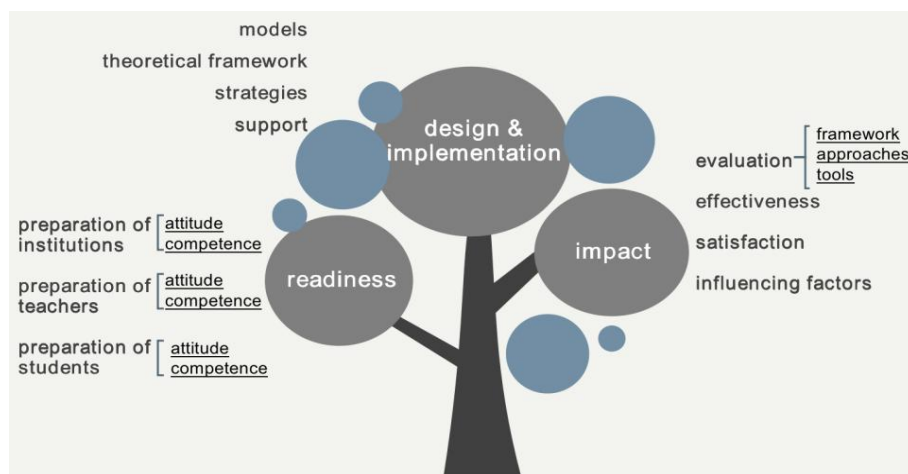 models
theoretical framework
strategies
support
design &
implementation
evaluation
framework
approaches
tools
effectiveness
satisfaction
influencing factors
impact
readiness
preparation of
institutions
attitude
competence
preparation of
teachers
attitude
competence
preparation of
students
attitude
competence